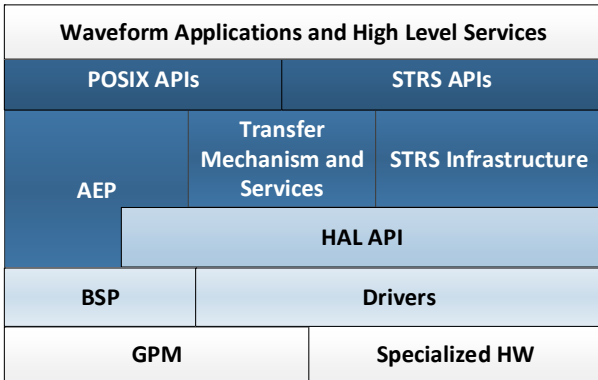 Waveform Applications and High Level Services
POSIX APIs
STRS APIs
AEP
Transfer
Mechanism and
Services
STRS Infrastructure
HAL API
BSP
Drivers
GPM
Specialized HW